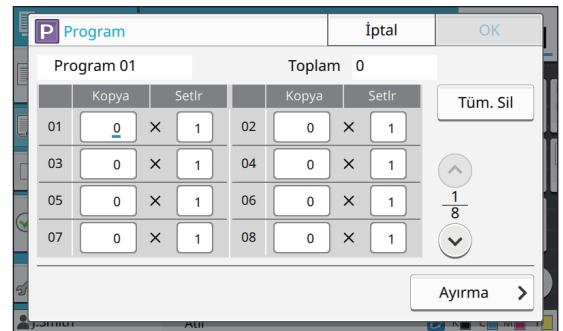 P Program İptal OK
Program 01 Toplam 0
Kopya Setlr Kopya Setlr Tüm. Sil
01 0 × 1 02 0 × 1
03 0 × 1 04 0 × 1
05 0 × 1 06 0 × 1
1
8
07 0 × 1 08 0 × 1
Ayırma
J.Smith Atıl